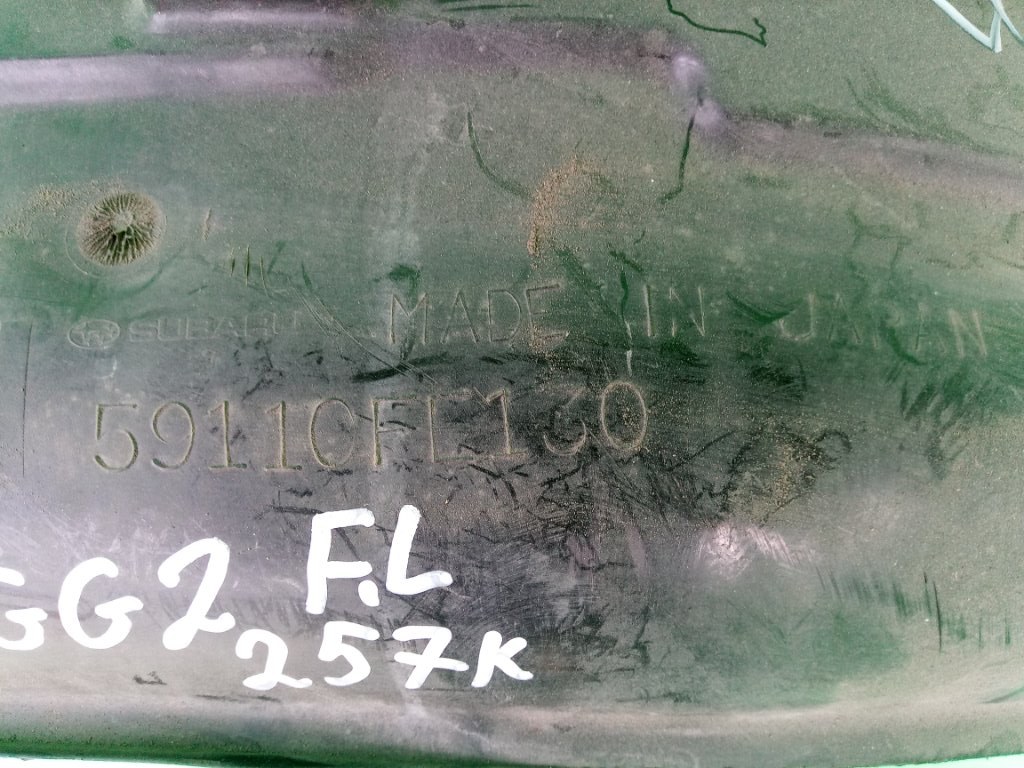 SUBARU MADE IN JAPAN
59110FE130
GG2 F.L
257K